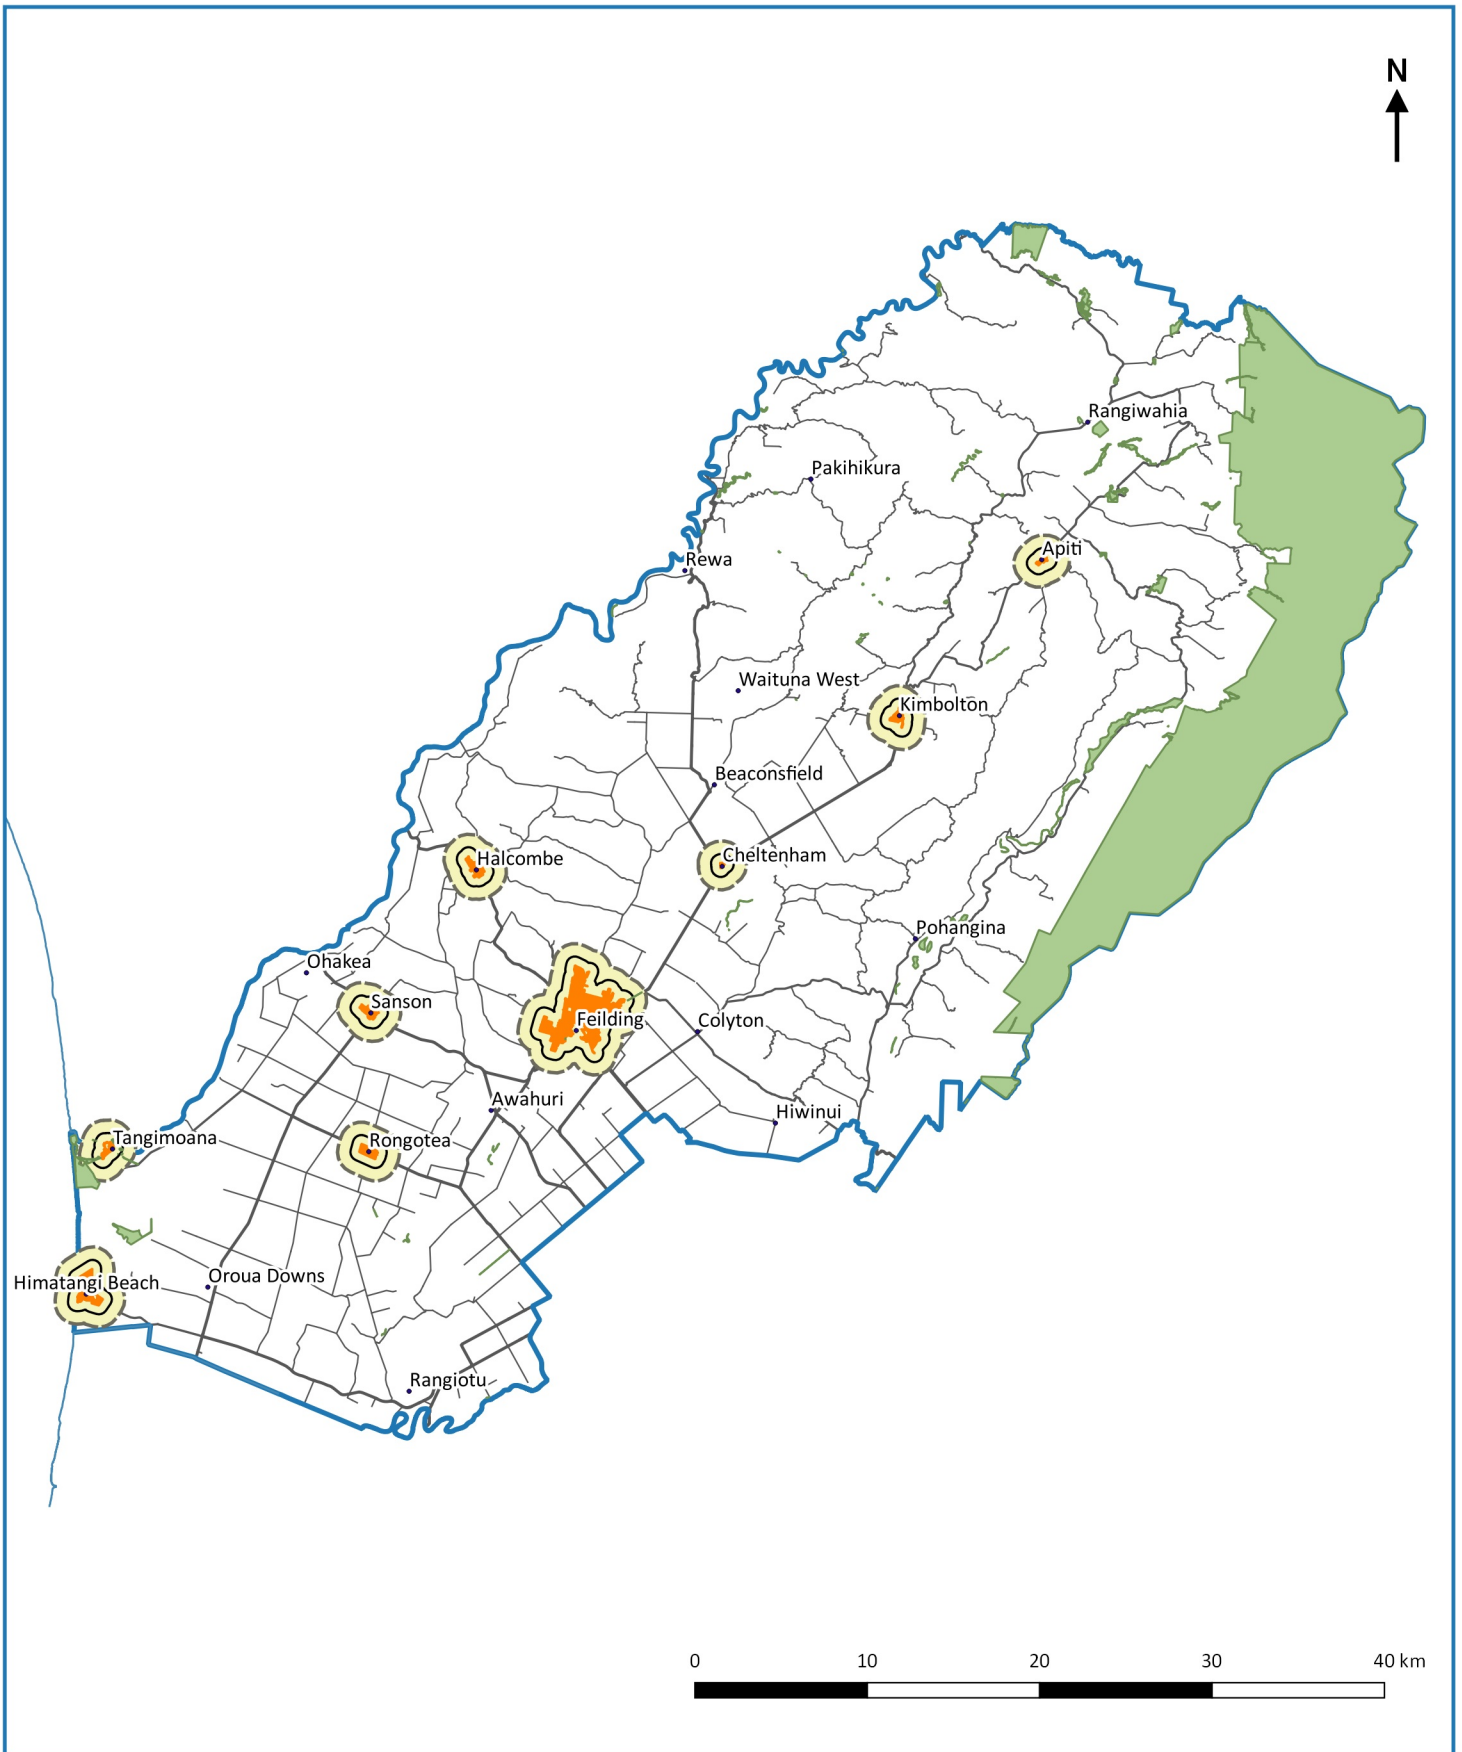 N
Rangiwahia
Pakihikura
Apiti
Rewa
Waituna West
Kimbolton
Beaconsfield
Halcombe
Cheltenham
Pohangina
Ohakea
Sanson
Feilding
Colyton
Awahuri
Hiwinui
Tangimoana
Rongotea
Himatangi Beach
Oroua Downs
Rangiotu
0 10 20 30 40 km